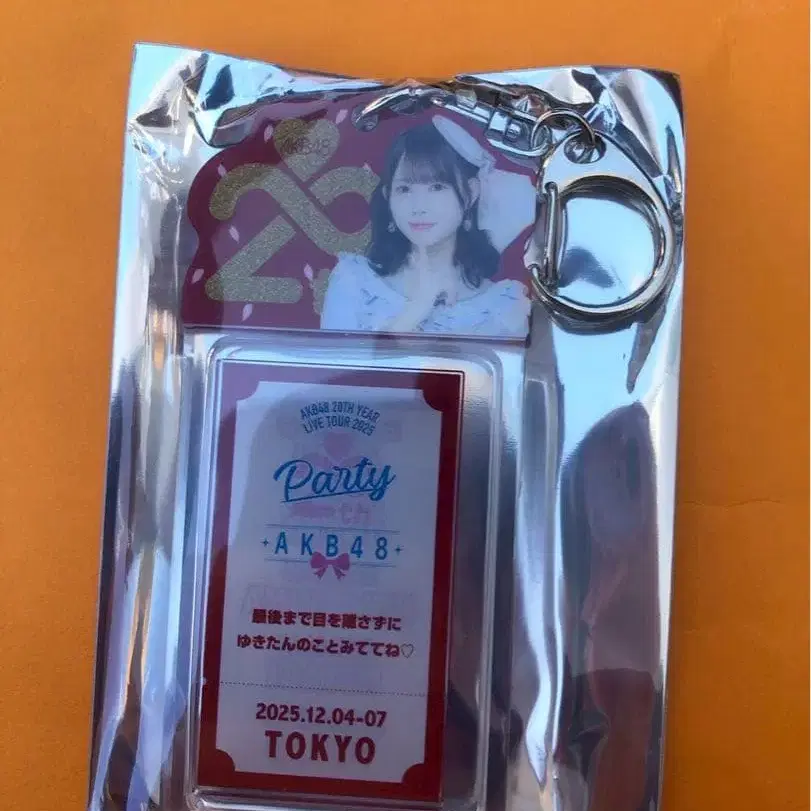 AKB48
20
AKB48 20TH YEAR
LIVE TOUR 2025
Party
AKB48
最後まで目を離さずに
ゆきたんのことみててね♡
2025.12.04-07
TOKYO